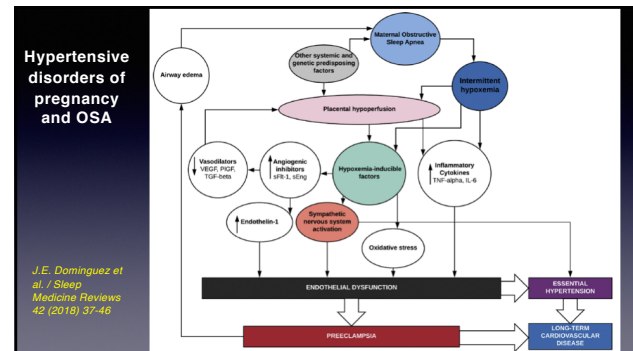 Hypertensive
disorders of
pregnancy
and OSA
J.E. Dominguez et
al. / Sleep
Medicine Reviews
42 (2018) 37-46
Maternal Obstructive
Sleep Apnea
Other systemic and
genetic predisposing
factors
Airway edema
Intermittent
hypoxemia
Placental hypoperfusion
Vasodilators
VEGF, PlGF,
TGF-beta
Angiogenic
inhibitors
sFlt-1, sEng
Hypoxemia-inducible
factors
Inflammatory
Cytokines
TNF-alpha, IL-6
Endothelin-1
Sympathetic
nervous system
activation
Oxidative stress
ENDOTHELIAL DYSFUNCTION
ESSENTIAL
HYPERTENSION
PREECLAMPSIA
LONG-TERM
CARDIOVASCULAR
DISEASE